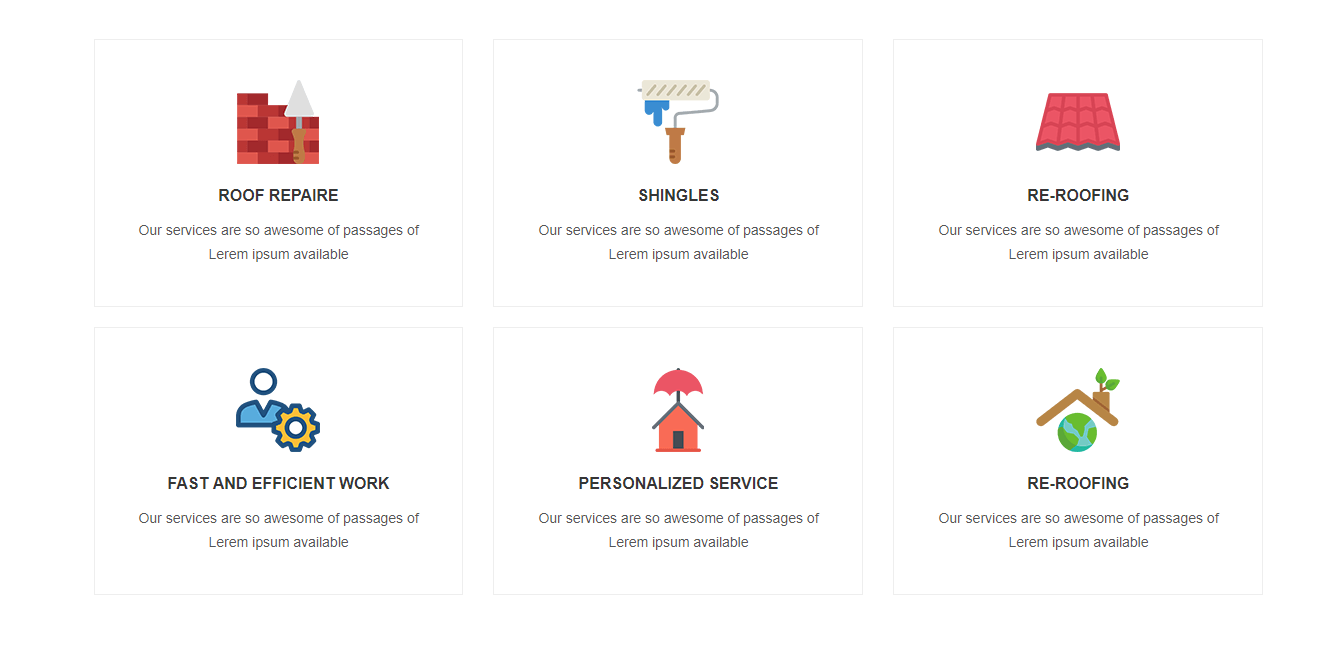 ROOF REPAIRE
Our services are so awesome of passages of
Lerem ipsum available
SHINGLES
Our services are so awesome of passages of
Lerem ipsum available
RE-ROOFING
Our services are so awesome of passages of
Lerem ipsum available
FAST AND EFFICIENT WORK
Our services are so awesome of passages of
Lerem ipsum available
PERSONALIZED SERVICE
Our services are so awesome of passages of
Lerem ipsum available
RE-ROOFING
Our services are so awesome of passages of
Lerem ipsum available